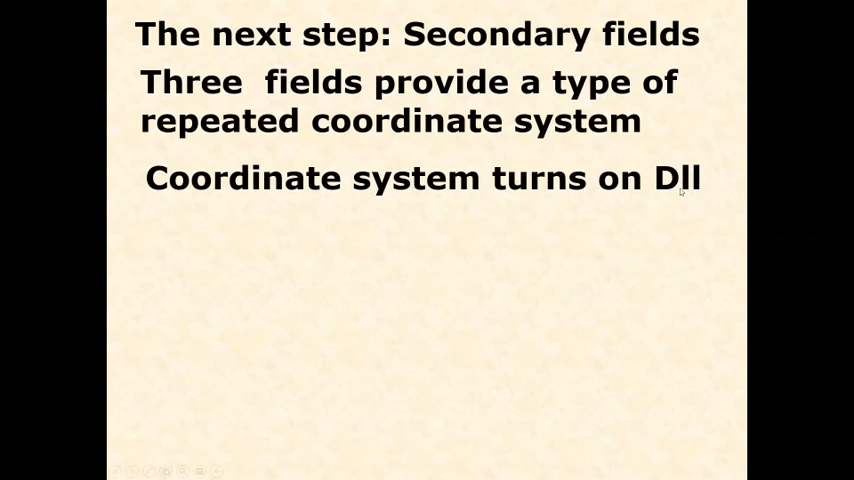 The next step: Secondary fields
Three fields provide a type of
repeated coordinate system
Coordinate system turns on Dll